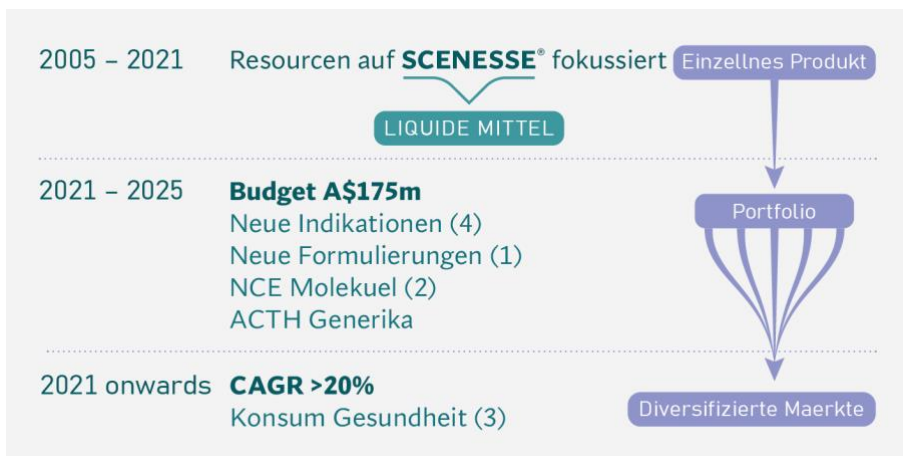 2005 – 2021 Resourcen auf SCENESSE® fokussiert Einzellnes Produkt
LIQUIDE MITTEL
2021 – 2025 Budget A$175m
Portfolio
Neue Indikationen (4)
Neue Formulierungen (1)
NCE Molekuel (2)
ACTH Generika
2021 onwards CAGR >20%
Diversifizierte Maerkte
Konsum Gesundheit (3)